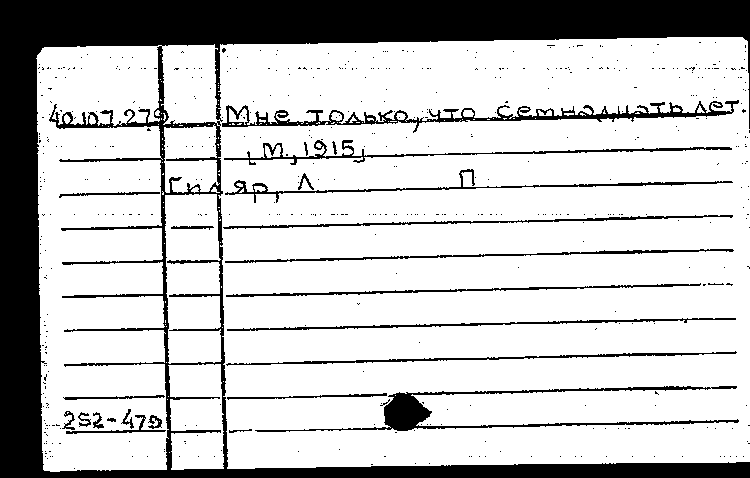 40.107.279. Мне только, что семнадцать лет.
[М, 1915]
Гиляр, Л П
252-479